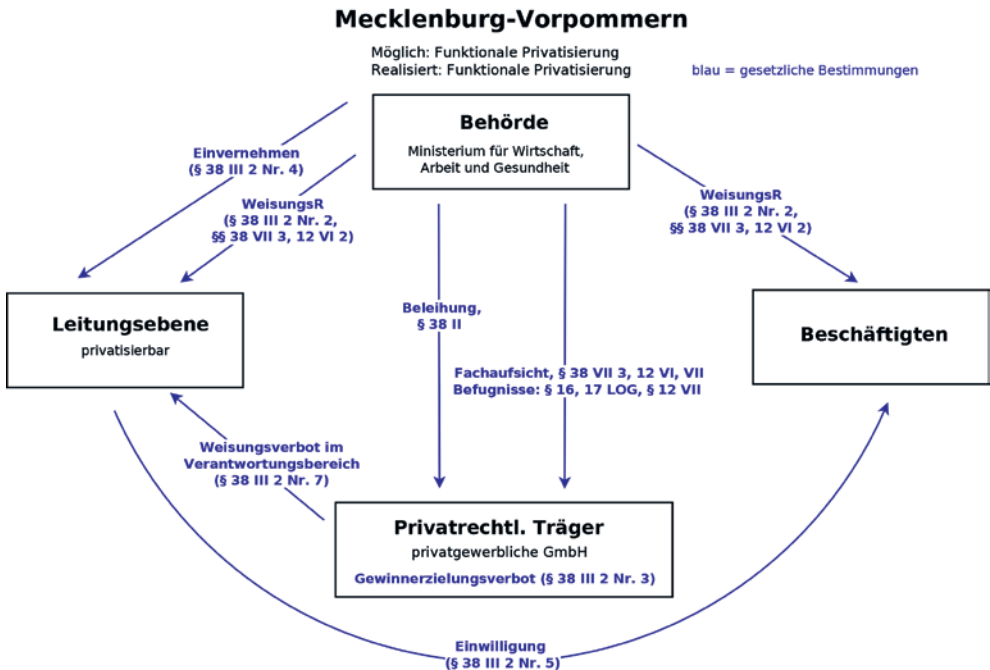 Mecklenburg-Vorpommern
Möglich: Funktionale Privatisierung
Realisiert: Funktionale Privatisierung
blau = gesetzliche Bestimmungen
Behörde
Ministerium für Wirtschaft,
Arbeit und Gesundheit
Einvernehmen
(§ 38 III 2 Nr. 4)
WeisungsR
(§ 38 III 2 Nr. 2,
§§ 38 VII 3, 12 VI 2)
WeisungsR
(§ 38 III 2 Nr. 2,
§§ 38 VII 3, 12 VI 2)
Leitungsebene
privatisierbar
Beleihung,
§ 38 II
Beschäftigten
Fachaufsicht, § 38 VII 3, 12 VI, VII
Befugnisse: § 16, 17 LOG, § 12 VII
Weisungsverbot im
Verantwortungsbereich
(§ 38 III 2 Nr. 7)
Privatrechtl. Träger
privatgewerbliche GmbH
Gewinnerzielungsverbot (§ 38 III 2 Nr. 3)
Einwilligung
(§ 38 III 2 Nr. 5)